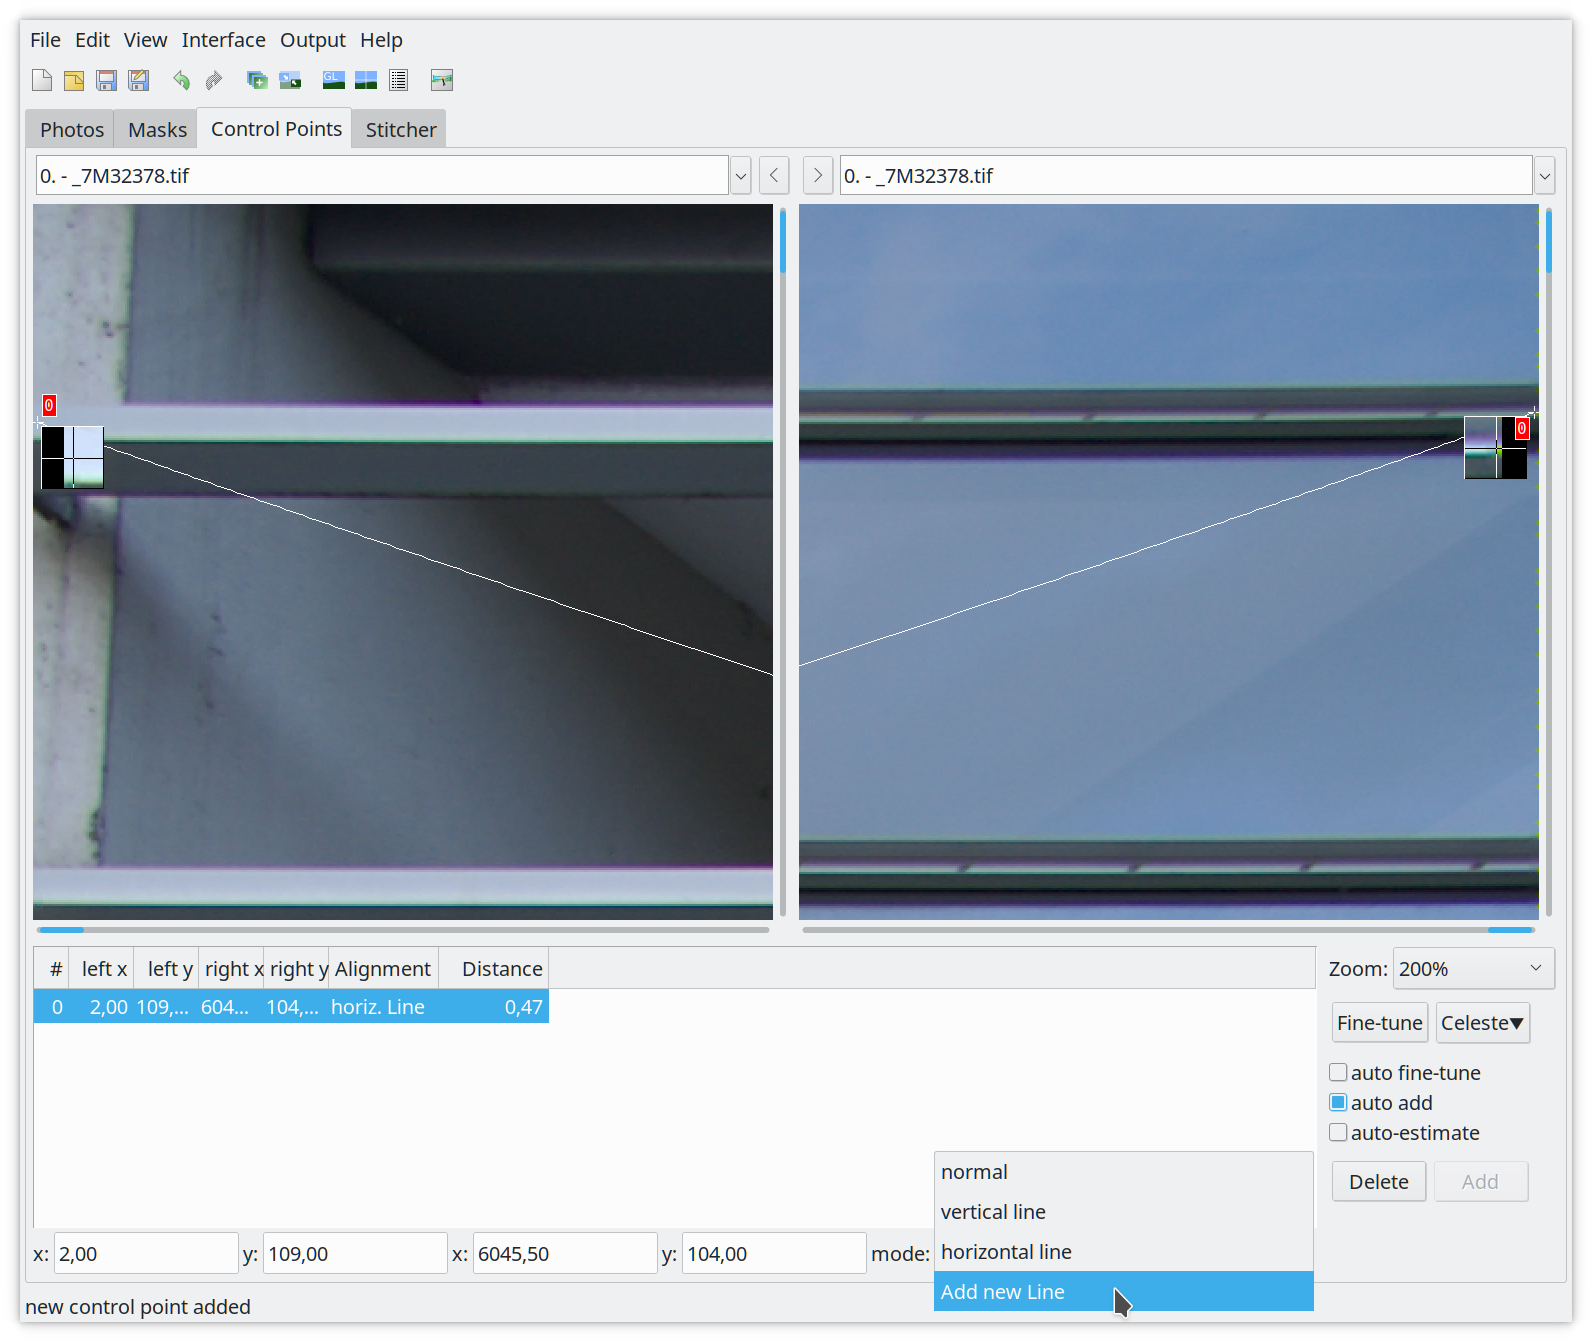 File Edit View Interface Output Help
GL
Photos Masks Control Points Stitcher
0. - _7M32378.tif < > 0. - _7M32378.tif
0
0
# left x left y right x right y Alignment Distance
0 2,00 109,... 604... 104,... horiz. Line 0,47
Zoom: 200%
Fine-tune Celeste▼
auto fine-tune
auto add
auto-estimate
Delete Add
normal
vertical line
horizontal line
Add new Line
x: 2,00 y: 109,00 x: 6045,50 y: 104,00 mode:
new control point added